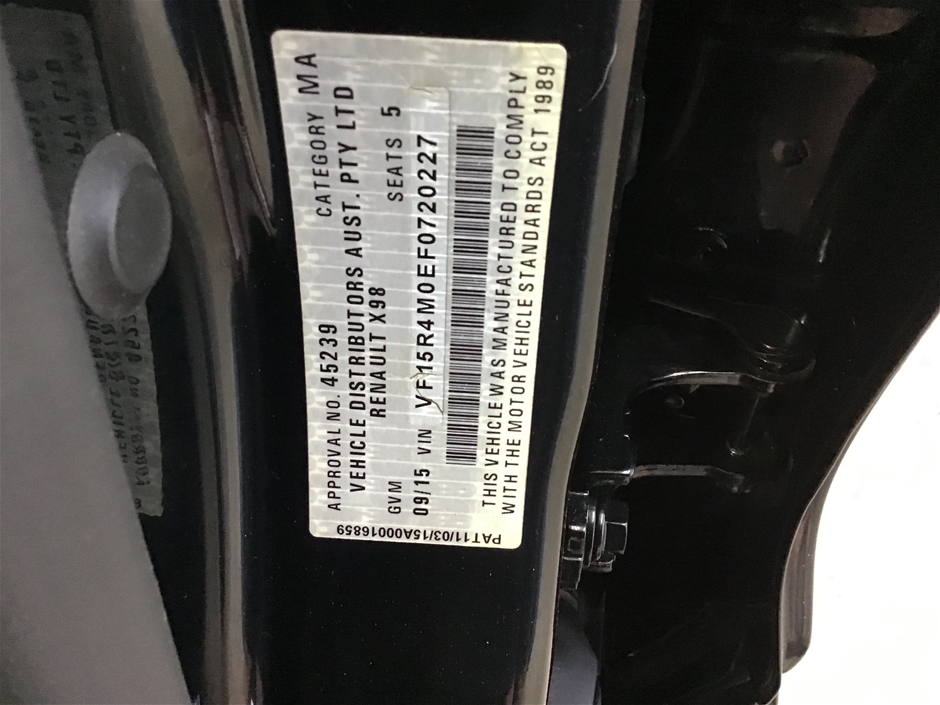 APPROVAL NO. 45239 CATEGORY MA
VEHICLE DISTRIBUTORS AUST. PTY LTD
RENAULT X98
GVM SEATS 5
09/15 VIN VF15R4M0EF0720227
THIS VEHICLE WAS MANUFACTURED TO COMPLY
WITH THE MOTOR VEHICLE STANDARDS ACT 1989
PAT11/03/15A00016859